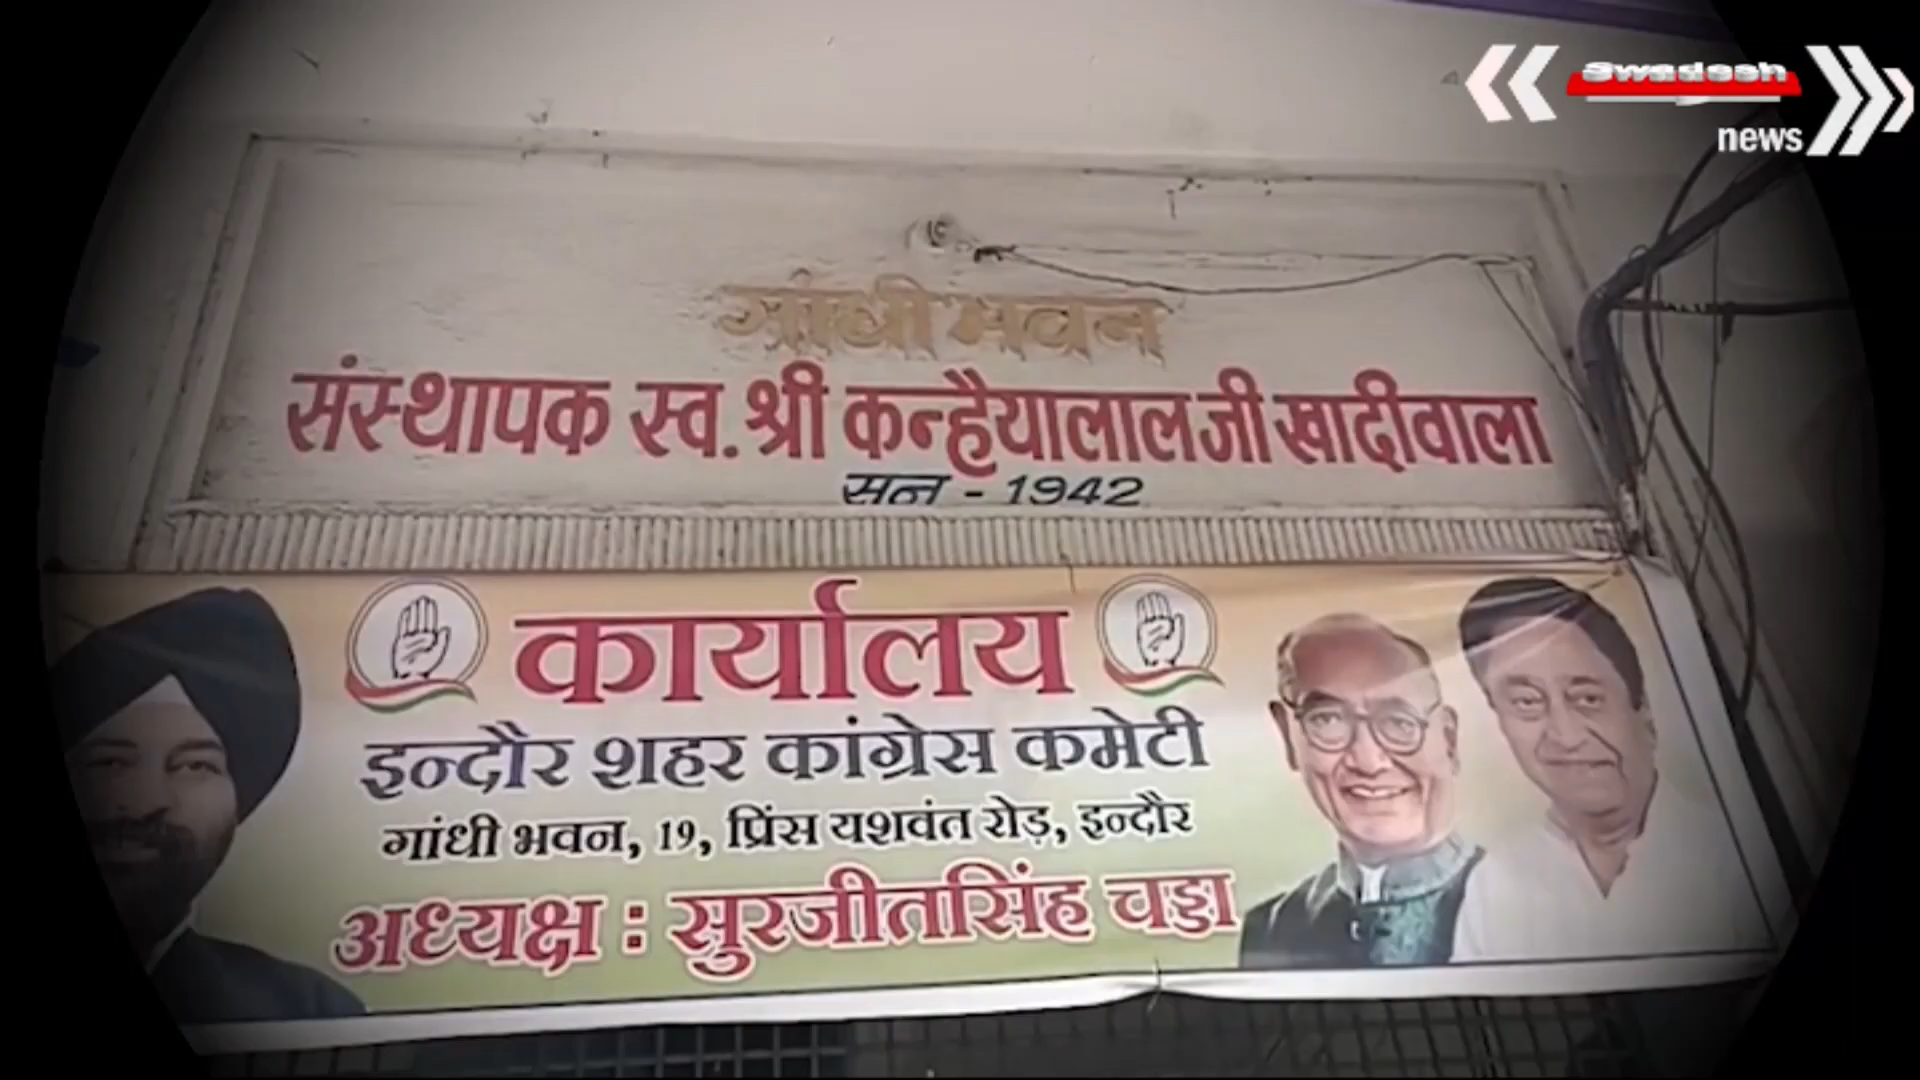 Swadesh
news
गांधी भवन
संस्थापक स्व. श्री कन्हैयालालजी खादीवाला
सन - 1942
कार्यालय
इन्दौर शहर कांग्रेस कमेटी
गांधी भवन, 19, प्रिंस यशवंत रोड़, इन्दौर
अध्यक्ष : सुरजीतसिंह चड्डा